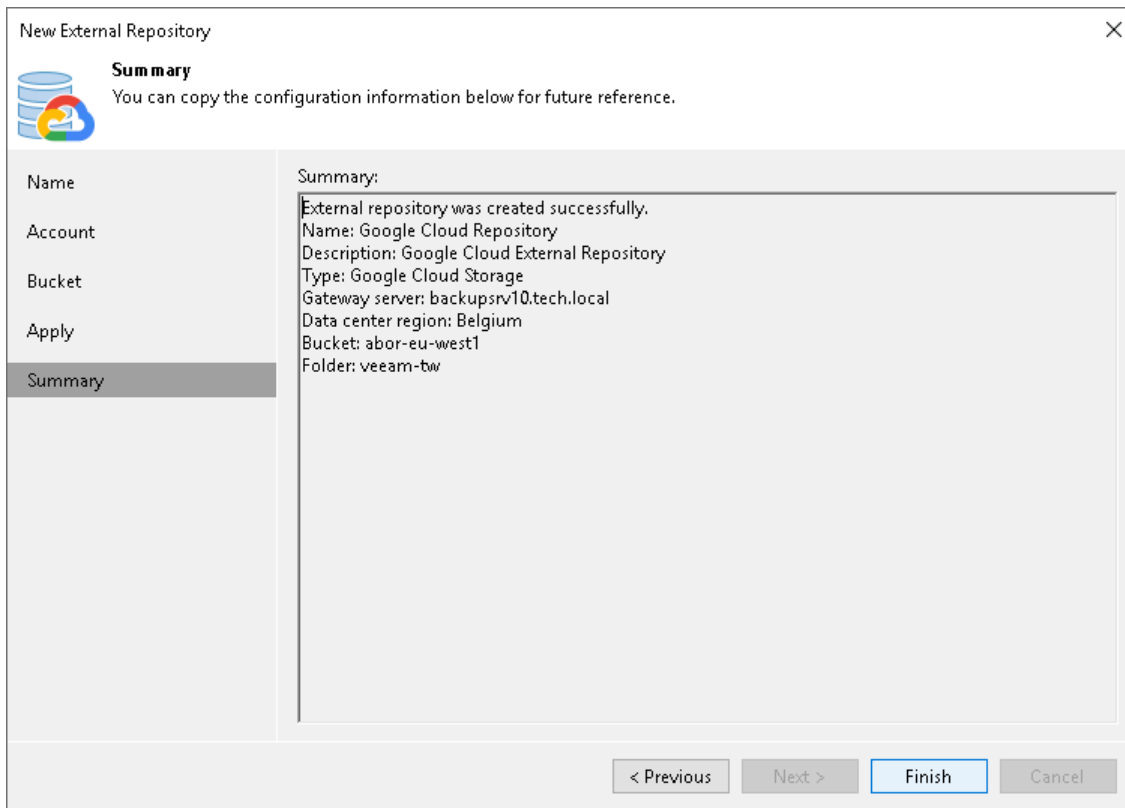 New External Repository
Summary
You can copy the configuration information below for future reference.
Name
Account
Bucket
Apply
Summary
Summary:
External repository was created successfully.
Name: Google Cloud Repository
Description: Google Cloud External Repository
Type: Google Cloud Storage
Gateway server: backupsrv10.tech.local
Data center region: Belgium
Bucket: abor-eu-west1
Folder: veeam-tw
< Previous
Next >
Finish
Cancel